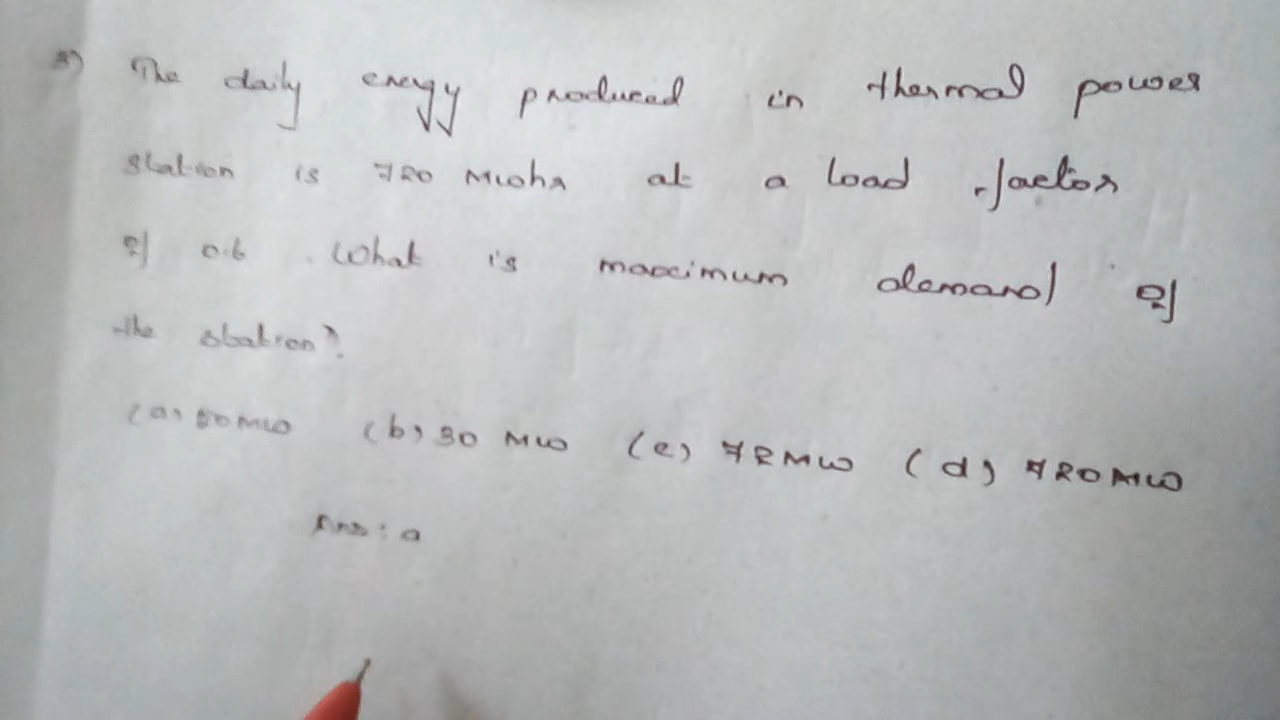 3) The daily energy produced in thermal power
station is 720 Mwhr at a load factor
of 0.6. What is maximum demand of
the station?
(a) 50 MW (b) 30 MW (c) 72 MW (d) 720 MW
Ans: a